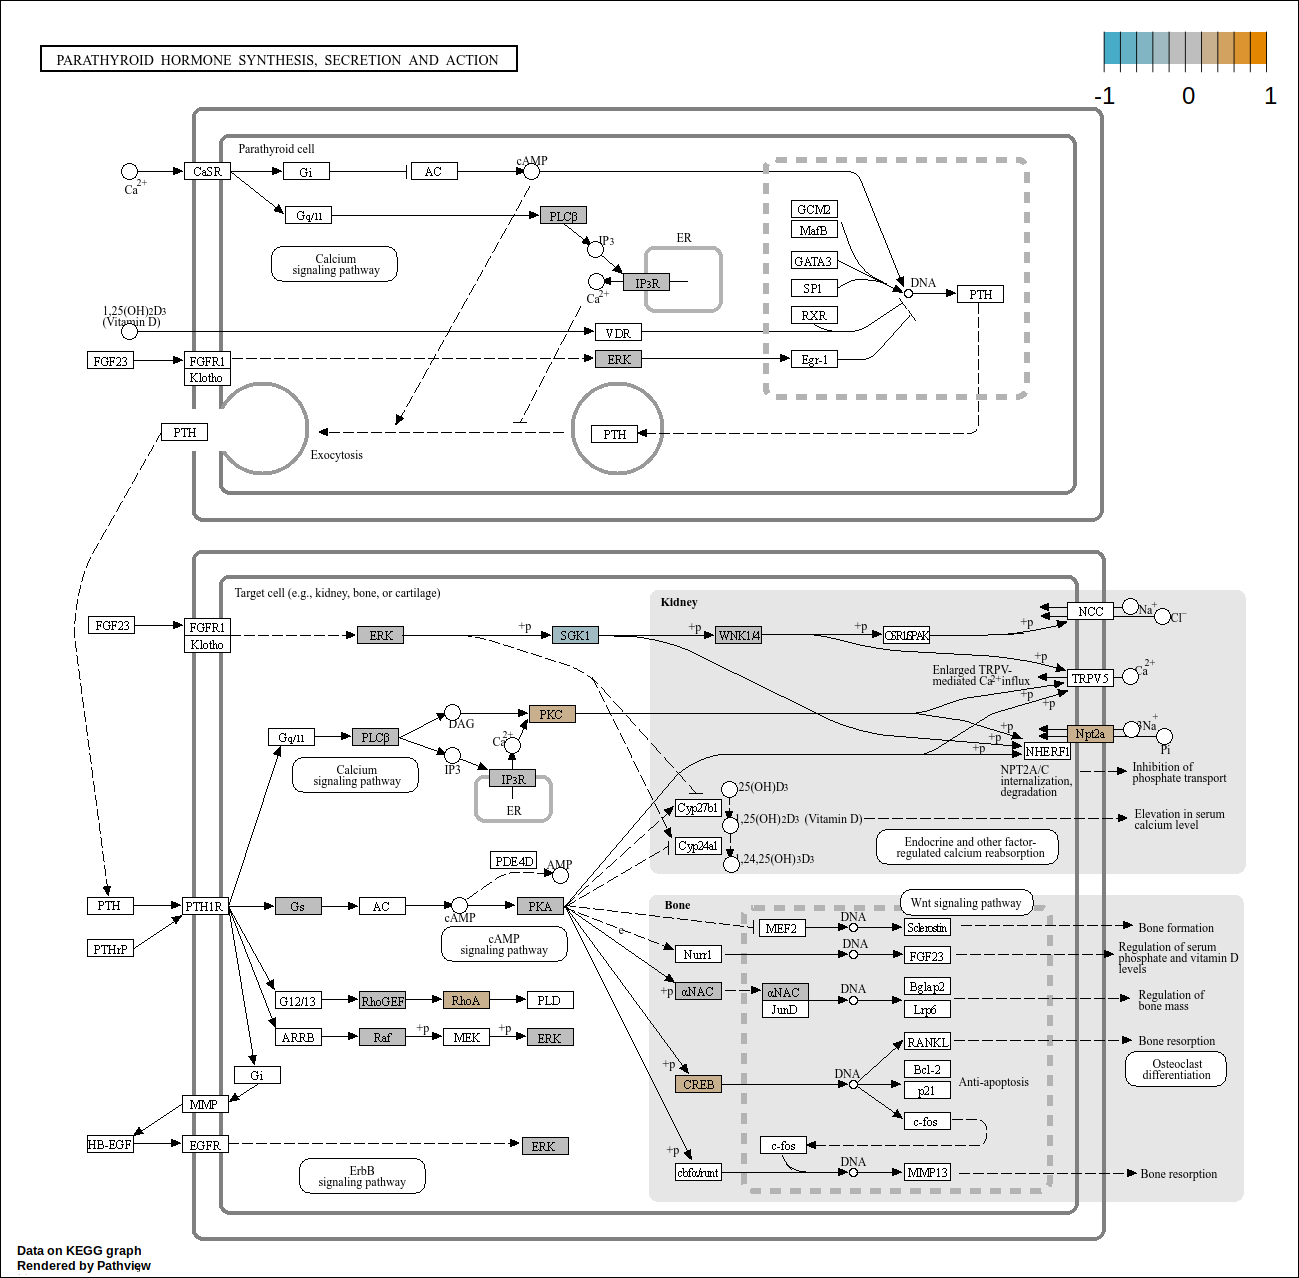 PARATHYROID HORMONE SYNTHESIS, SECRETION AND ACTION
-1 0 1
Parathyroid cell
CaSR
Gi
AC
cAMP
Ca2+
Gq/11
PLCβ
Calcium
signaling pathway
IP3
ER
IP3R
Ca2+
GCM2
MafB
GATA3
SP1
RXR
DNA
PTH
1,25(OH)2D3
(Vitamin D)
VDR
FGF23
FGFR1
Klotho
ERK
Egr-1
PTH
PTH
Exocytosis
Target cell (e.g., kidney, bone, or cartilage)
Kidney
FGF23
FGFR1
Klotho
ERK
+p
SGK1
+p
WNK1/4
+p
OSR1/SPAK
+p
NCC
Na+
Cl−
+p
Enlarged TRPV-
mediated Ca2+ influx
TRPV5
Ca2+
+p
+p
PKC
DAG
Gq/11
PLCβ
Ca2+
IP3
IP3R
ER
Calcium
signaling pathway
+p
+p
+p
Npt2a
NHERF1
3Na+
Pi
NPT2A/C
internalization,
degradation
Inhibition of
phosphate transport
25(OH)D3
Cyp27b1
1,25(OH)2D3 (Vitamin D)
Elevation in serum
calcium level
Cyp24a1
1,24,25(OH)3D3
Endocrine and other factor-
regulated calcium reabsorption
PDE4D
AMP
PTH
PTH1R
Gs
AC
cAMP
PKA
PTHrP
cAMP
signaling pathway
Bone
Wnt signaling pathway
MEF2
DNA
Sclerostin
Bone formation
e
Nurr1
DNA
FGF23
Regulation of serum
phosphate and vitamin D
levels
+p
αNAC
αNAC
JunD
DNA
Bglap2
Lrp6
Regulation of
bone mass
G12/13
RhoGEF
RhoA
PLD
ARRB
Raf
+p
MEK
+p
ERK
RANKL
Bone resorption
Gi
+p
CREB
DNA
Bcl-2
p21
Anti-apoptosis
Osteoclast
differentiation
MMP
c-fos
HB-EGF
EGFR
ERK
c-fos
+p
cbfα/runt
DNA
MMP13
Bone resorption
ErbB
signaling pathway
Data on KEGG graph
Rendered by Pathview